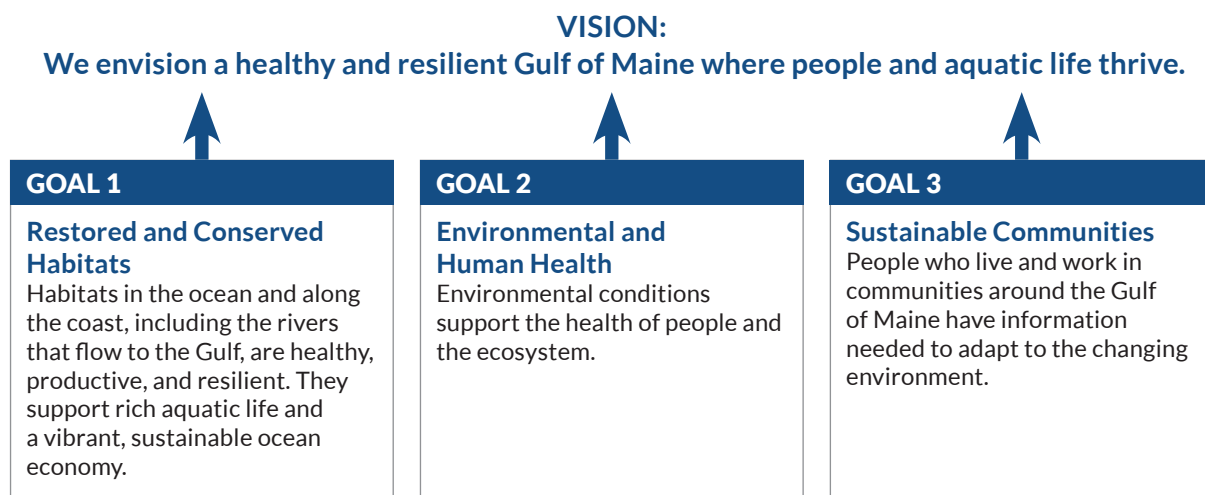 VISION:
We envision a healthy and resilient Gulf of Maine where people and aquatic life thrive.
GOAL 1
Restored and Conserved
Habitats
Habitats in the ocean and along
the coast, including the rivers
that flow to the Gulf, are healthy,
productive, and resilient. They
support rich aquatic life and
a vibrant, sustainable ocean
economy.
GOAL 2
Environmental and
Human Health
Environmental conditions
support the health of people and
the ecosystem.
GOAL 3
Sustainable Communities
People who live and work in
communities around the Gulf
of Maine have information
needed to adapt to the changing
environment.